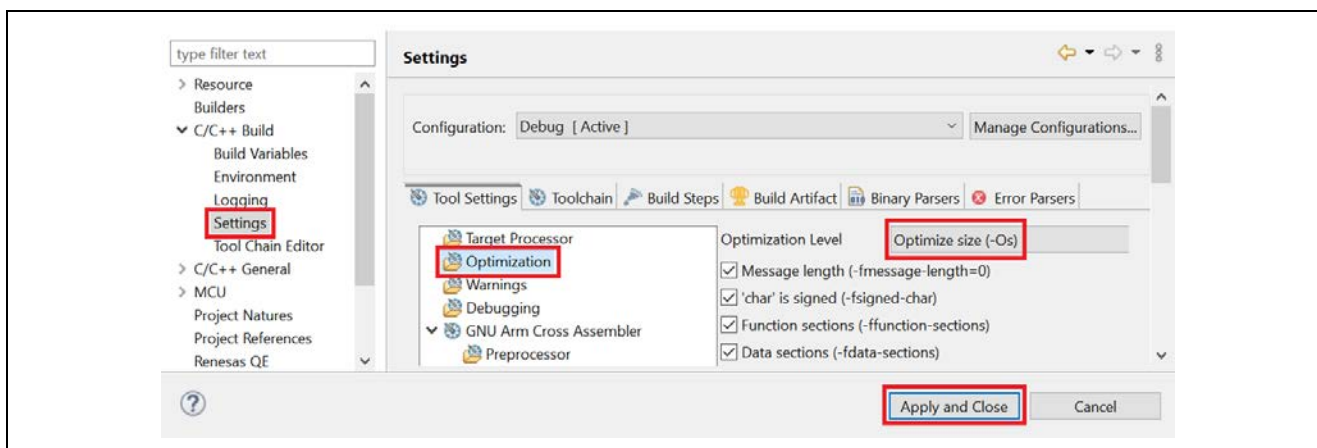 type filter text
Settings
> Resource
Builders
C/C++ Build
Build Variables
Environment
Logging
Settings
Tool Chain Editor
> C/C++ General
> MCU
Project Natures
Project References
Renesas QE
Configuration: Debug [ Active ]
Manage Configurations...
Tool Settings Toolchain Build Steps Build Artifact Binary Parsers Error Parsers
Target Processor
Optimization
Warnings
Debugging
GNU Arm Cross Assembler
Preprocessor
Optimization Level Optimize size (-Os)
Message length (-fmessage-length=0)
'char' is signed (-fsigned-char)
Function sections (-ffunction-sections)
Data sections (-fdata-sections)
?
Apply and Close Cancel